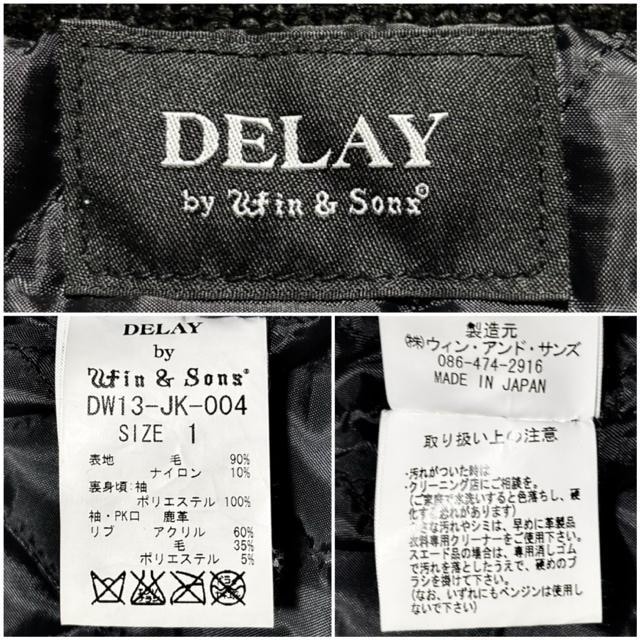 DELAY
by Win & Sons®
DELAY
by
Win & Sons®
DW13-JK-004
SIZE 1
表地 毛 90%
ナイロン 10%
裏身頃:袖
ポリエステル 100%
袖・PK口 鹿革
リブ アクリル 60%
毛 35%
ポリエステル 5%
製造元
㈱ウィン・アンド・サンズ
086-474-2916
MADE IN JAPAN
取り扱い上の注意
・汚れがついた時は
・クリーニング店にご相談を。
(ご家庭で水洗いすると色落ちし、硬
化する恐れがあります)
な汚れやシミは、早めに革製品
衣料専用クリーナーをご使用下さい。
スエード品の場合は、専用消しゴム
で汚れを落としたうえで、硬めのブ
ラシを掛けて下さい。
(なお、いずれにもベンジンは使用し
ないで下さい)